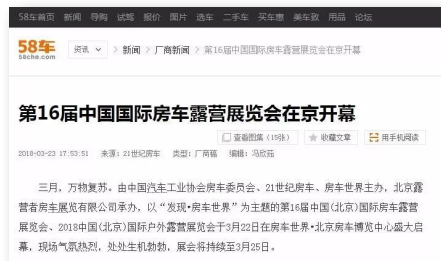 58车首页 新闻 导购 试驾 报价 图片 选车 二手车 买车惠 美车致 用品 论坛
58车 资讯 > 新闻 > 厂商新闻 > 第16届中国国际房车露营展览会在京开幕
58che.com
第16届中国国际房车露营展览会在京开幕
查看图集（15张） 收藏文章 用手机阅读
2018-03-23 17:53:51 来源：21世纪房车 类型：厂商稿 编辑：冯欣茹
三月，万物复苏。由中国汽车工业协会房车委员会、21世纪房车、房车世界主办，北京露
营者房车展览有限公司承办，以“发现·房车世界”为主题的第16届中国(北京)国际房车露营
展览会、2018中国(北京)国际户外露营展览会于3月22日在房车世界·北京房车博览中心盛大启
幕，现场气氛热烈，处处生机勃勃，展会将持续至3月25日。